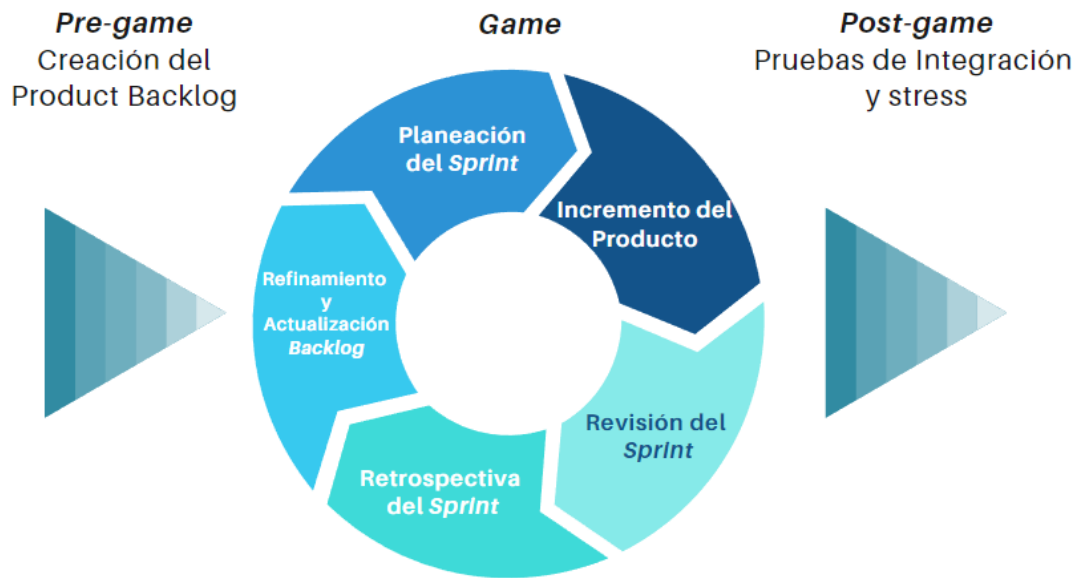 Pre-game
Creación del
Product Backlog
Game
Post-game
Pruebas de Integración
y stress
Planeación
del Sprint
Incremento del
Producto
Revisión del
Sprint
Retrospectiva
del Sprint
Refinamiento
y
Actualización
Backlog